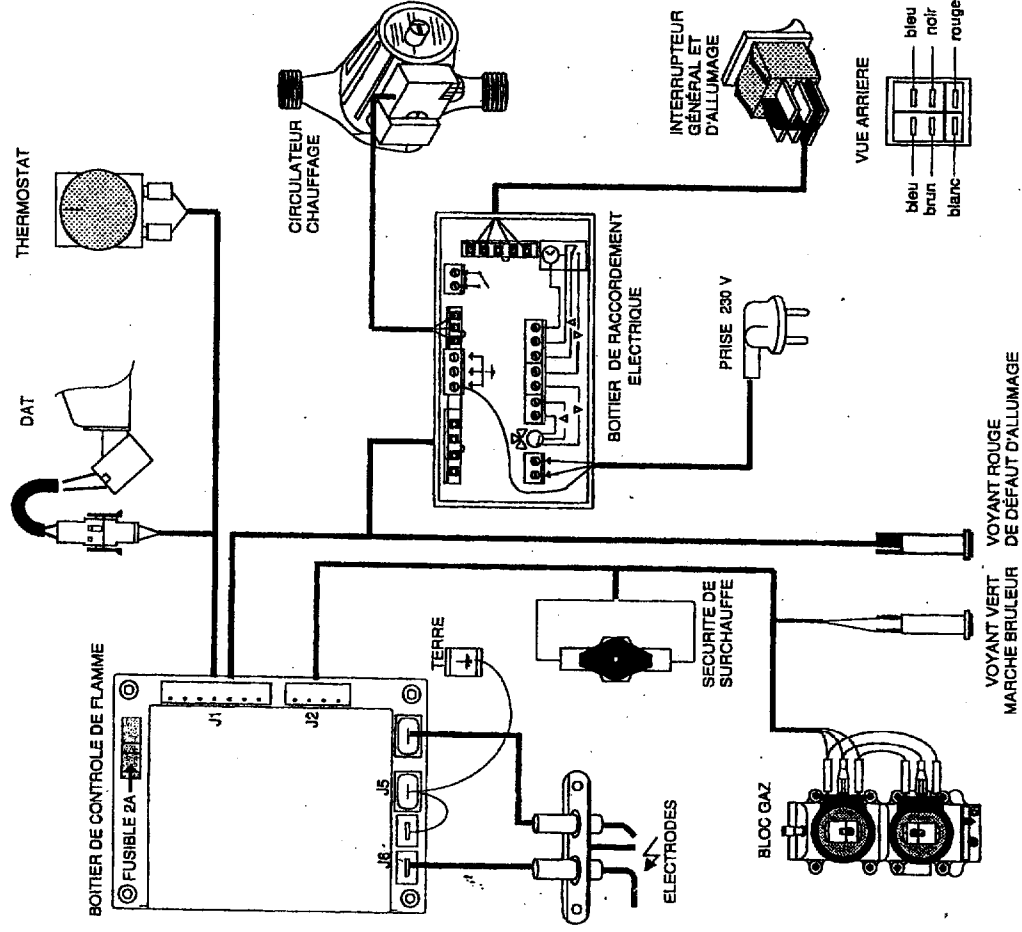 BOITIER DE CONTROLE DE FLAMME
FUSIBLE 2A
J1
J2
J5
J6
TERRE
ELECTRODES
DAT
THERMOSTAT
CIRCULATEUR
CHAUFFAGE
INTERRUPTEUR
GÉNÉRAL ET
D'ALLUMAGE
VUE ARRIERE
bleu
noir
rouge
bleu
brun
blanc
BOITIER DE RACCORDEMENT
ELECTRIQUE
PRISE 230 V
SECURITE DE
SURCHAUFFE
BLOC GAZ
VOYANT VERT
MARCHE BRULEUR
VOYANT ROUGE
DE DÉFAUT D'ALLUMAGE